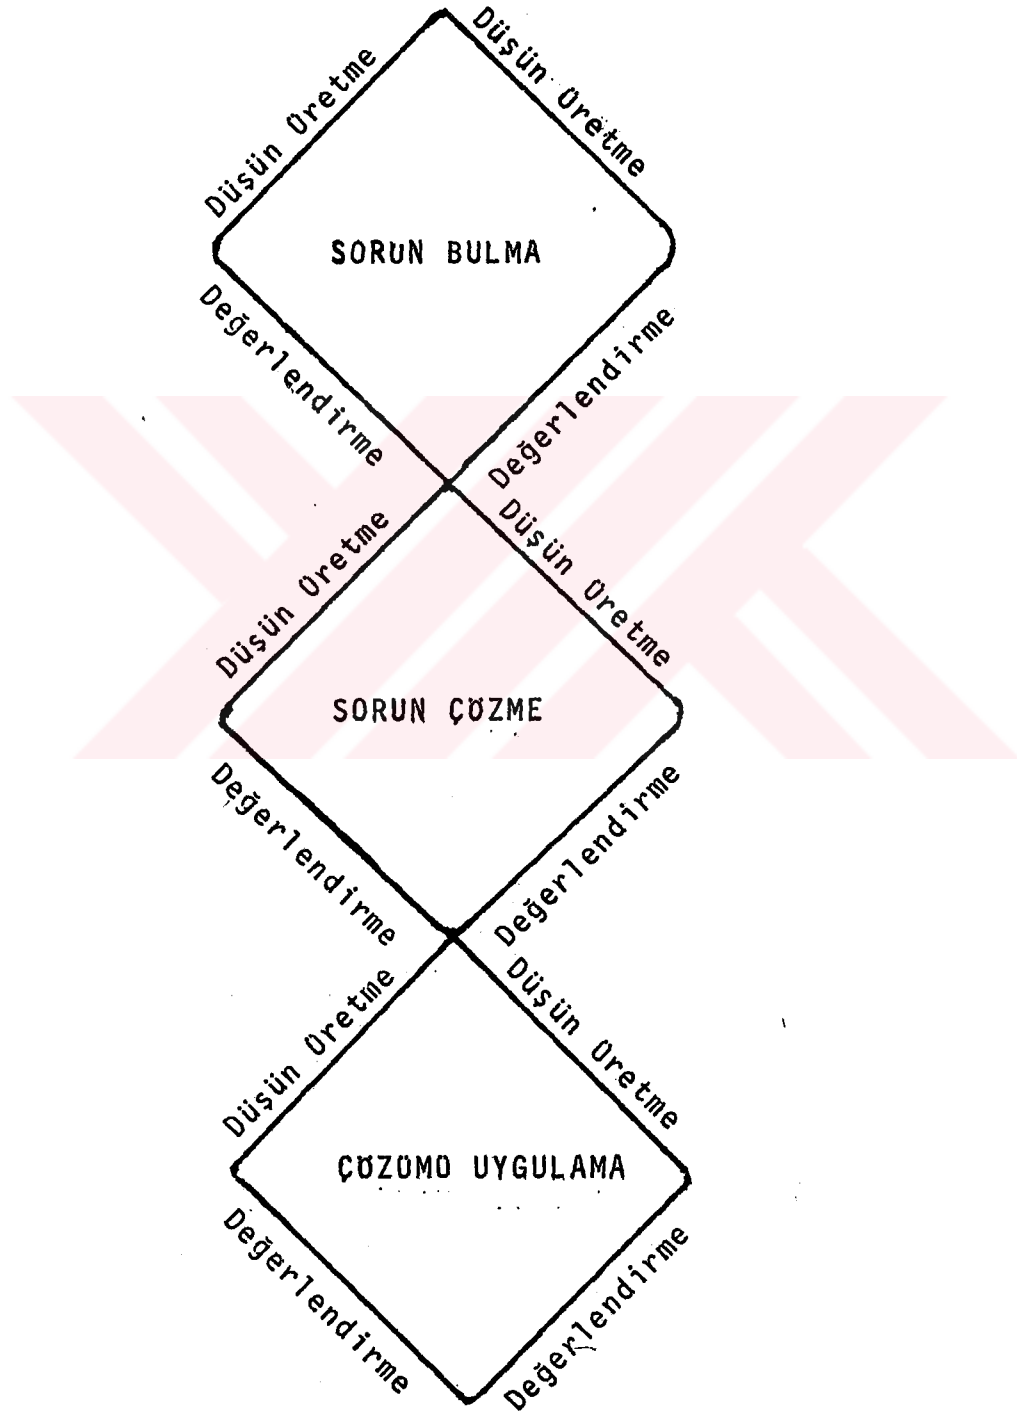 Düşün Üretme
Düşün Üretme
SORUN BULMA
Değerlendirme
Değerlendirme
Düşün Üretme
Düşün Üretme
SORUN ÇÖZME
Değerlendirme
Değerlendirme
Düşün Üretme
Düşün Üretme
ÇÖZÜMÜ UYGULAMA
Değerlendirme
Değerlendirme